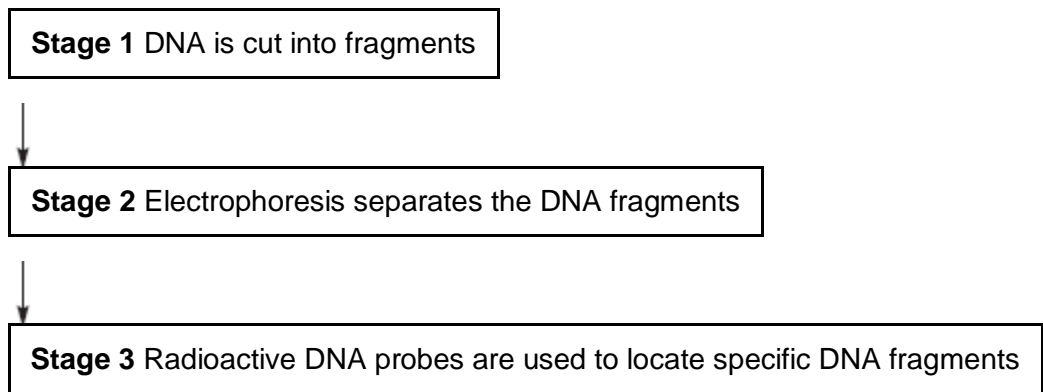 Stage 1 DNA is cut into fragments
Stage 2 Electrophoresis separates the DNA fragments
Stage 3 Radioactive DNA probes are used to locate specific DNA fragments